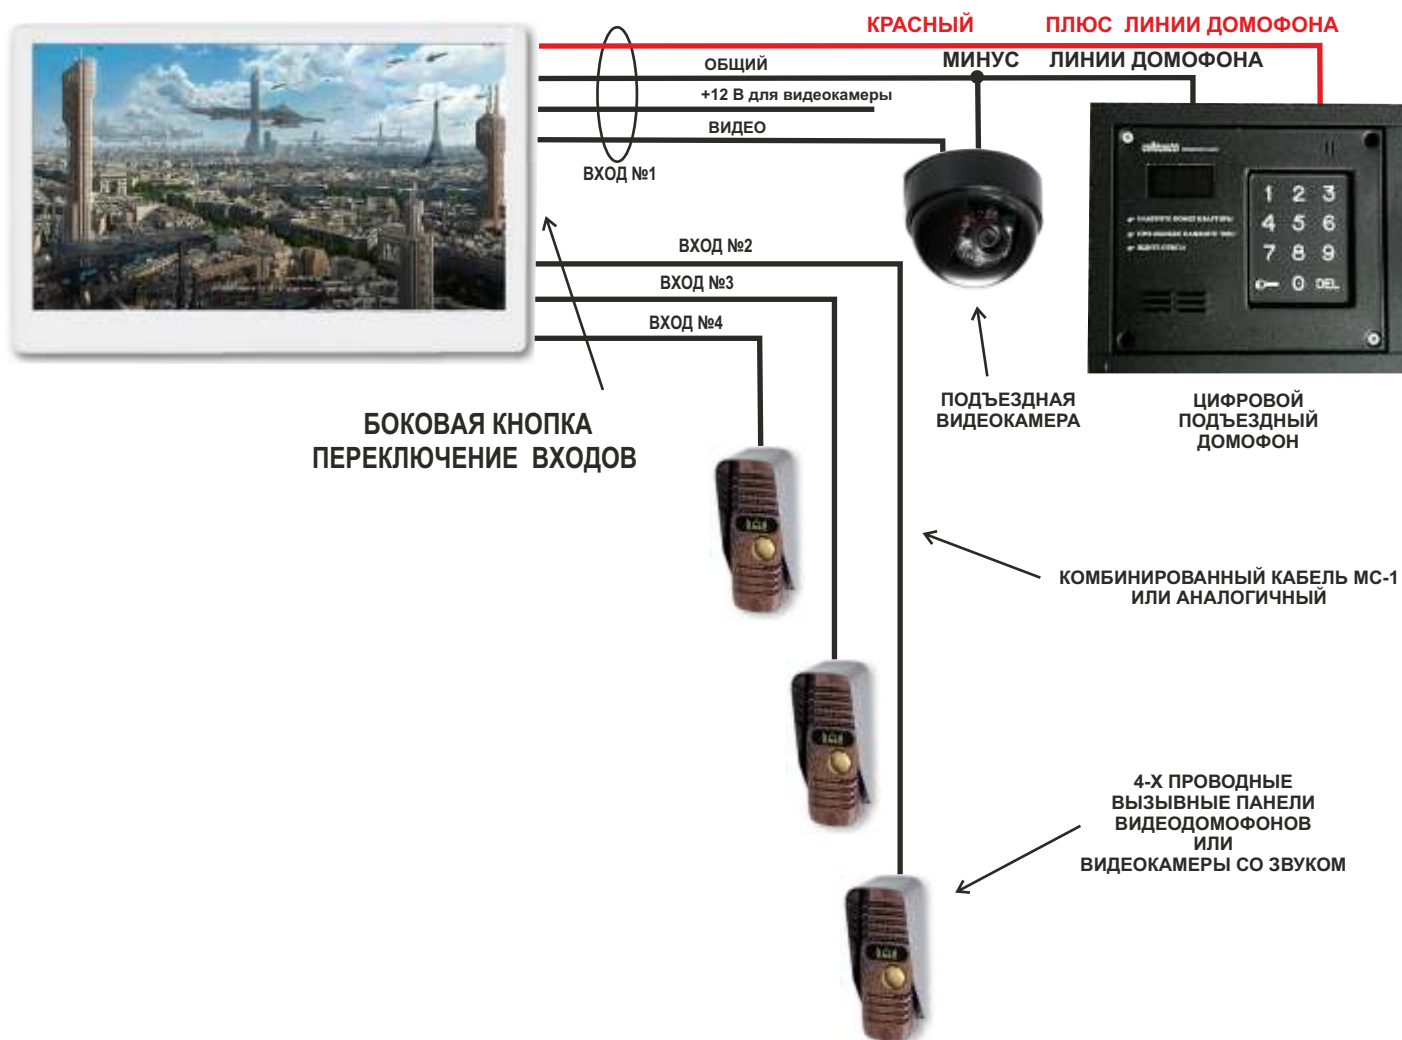 КРАСНЫЙ ПЛЮС ЛИНИИ ДОМОФОНА
ОБЩИЙ
МИНУС ЛИНИИ ДОМОФОНА
+12 В для видеокамеры
ВИДЕО
ВХОД №1
1 2 3
4 5 6
7 8 9
0 DEL
ВХОД №2
ВХОД №3
ВХОД №4
БОКОВАЯ КНОПКА
ПЕРЕКЛЮЧЕНИЕ ВХОДОВ
ПОДЪЕЗДНАЯ
ВИДЕОКАМЕРА
ЦИФРОВОЙ
ПОДЪЕЗДНЫЙ
ДОМОФОН
КОМБИНИРОВАННЫЙ КАБЕЛЬ МС-1
ИЛИ АНАЛОГИЧНЫЙ
4-Х ПРОВОДНЫЕ
ВЫЗЫВНЫЕ ПАНЕЛИ
ВИДЕОДОМОФОНОВ
ИЛИ
ВИДЕОКАМЕРЫ СО ЗВУКОМ